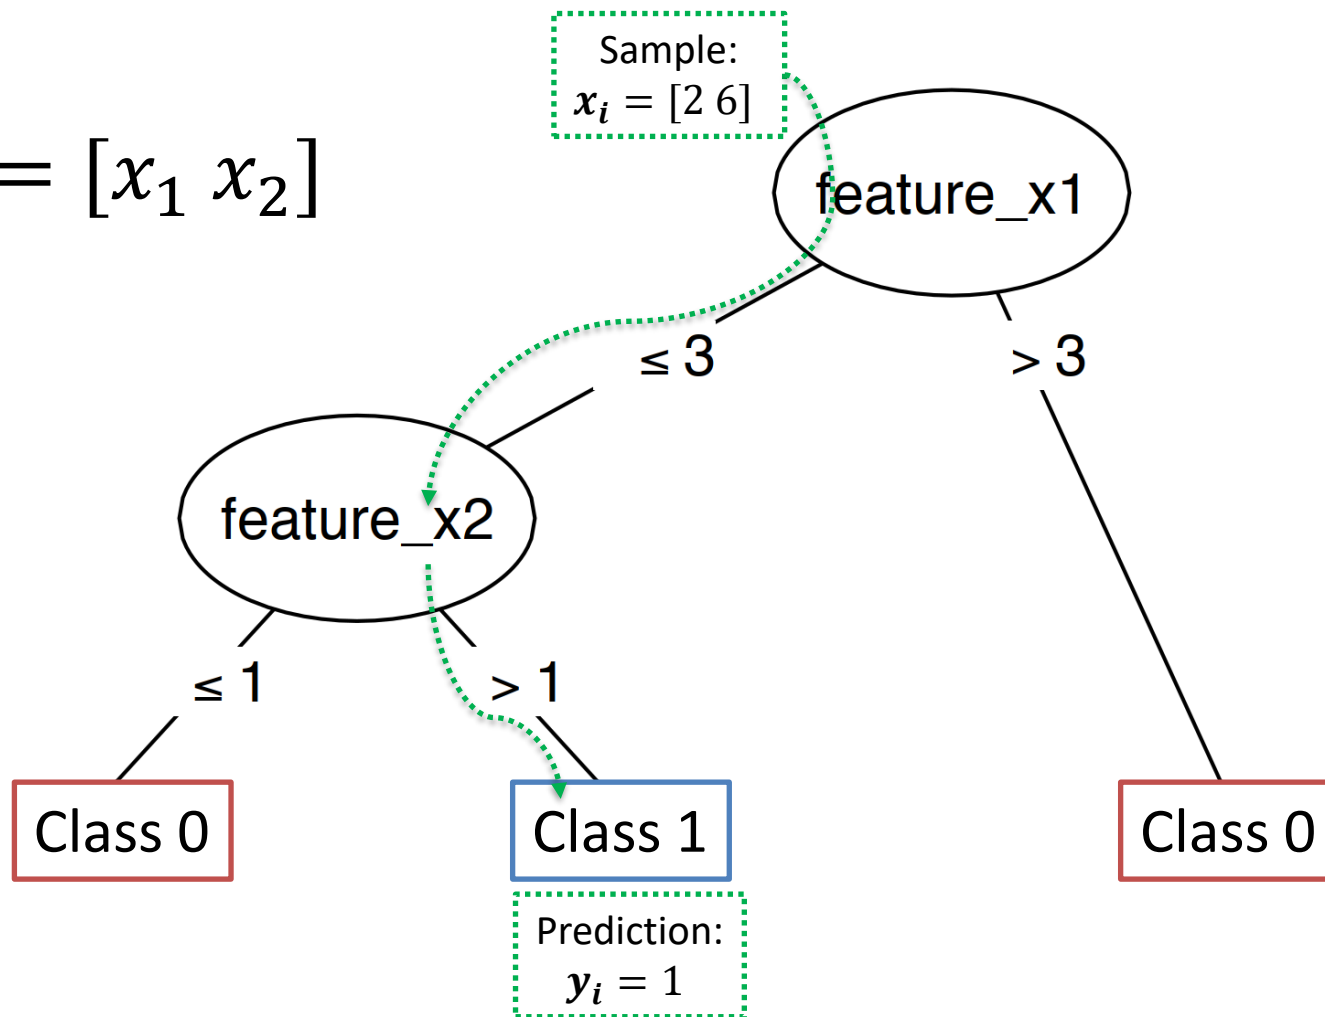 Sample:
𝒙ᵢ = [2 6]
= [x₁ x₂]
feature_x1
≤ 3
> 3
feature_x2
≤ 1
> 1
Class 0
Class 1
Class 0
Prediction:
𝒚ᵢ = 1